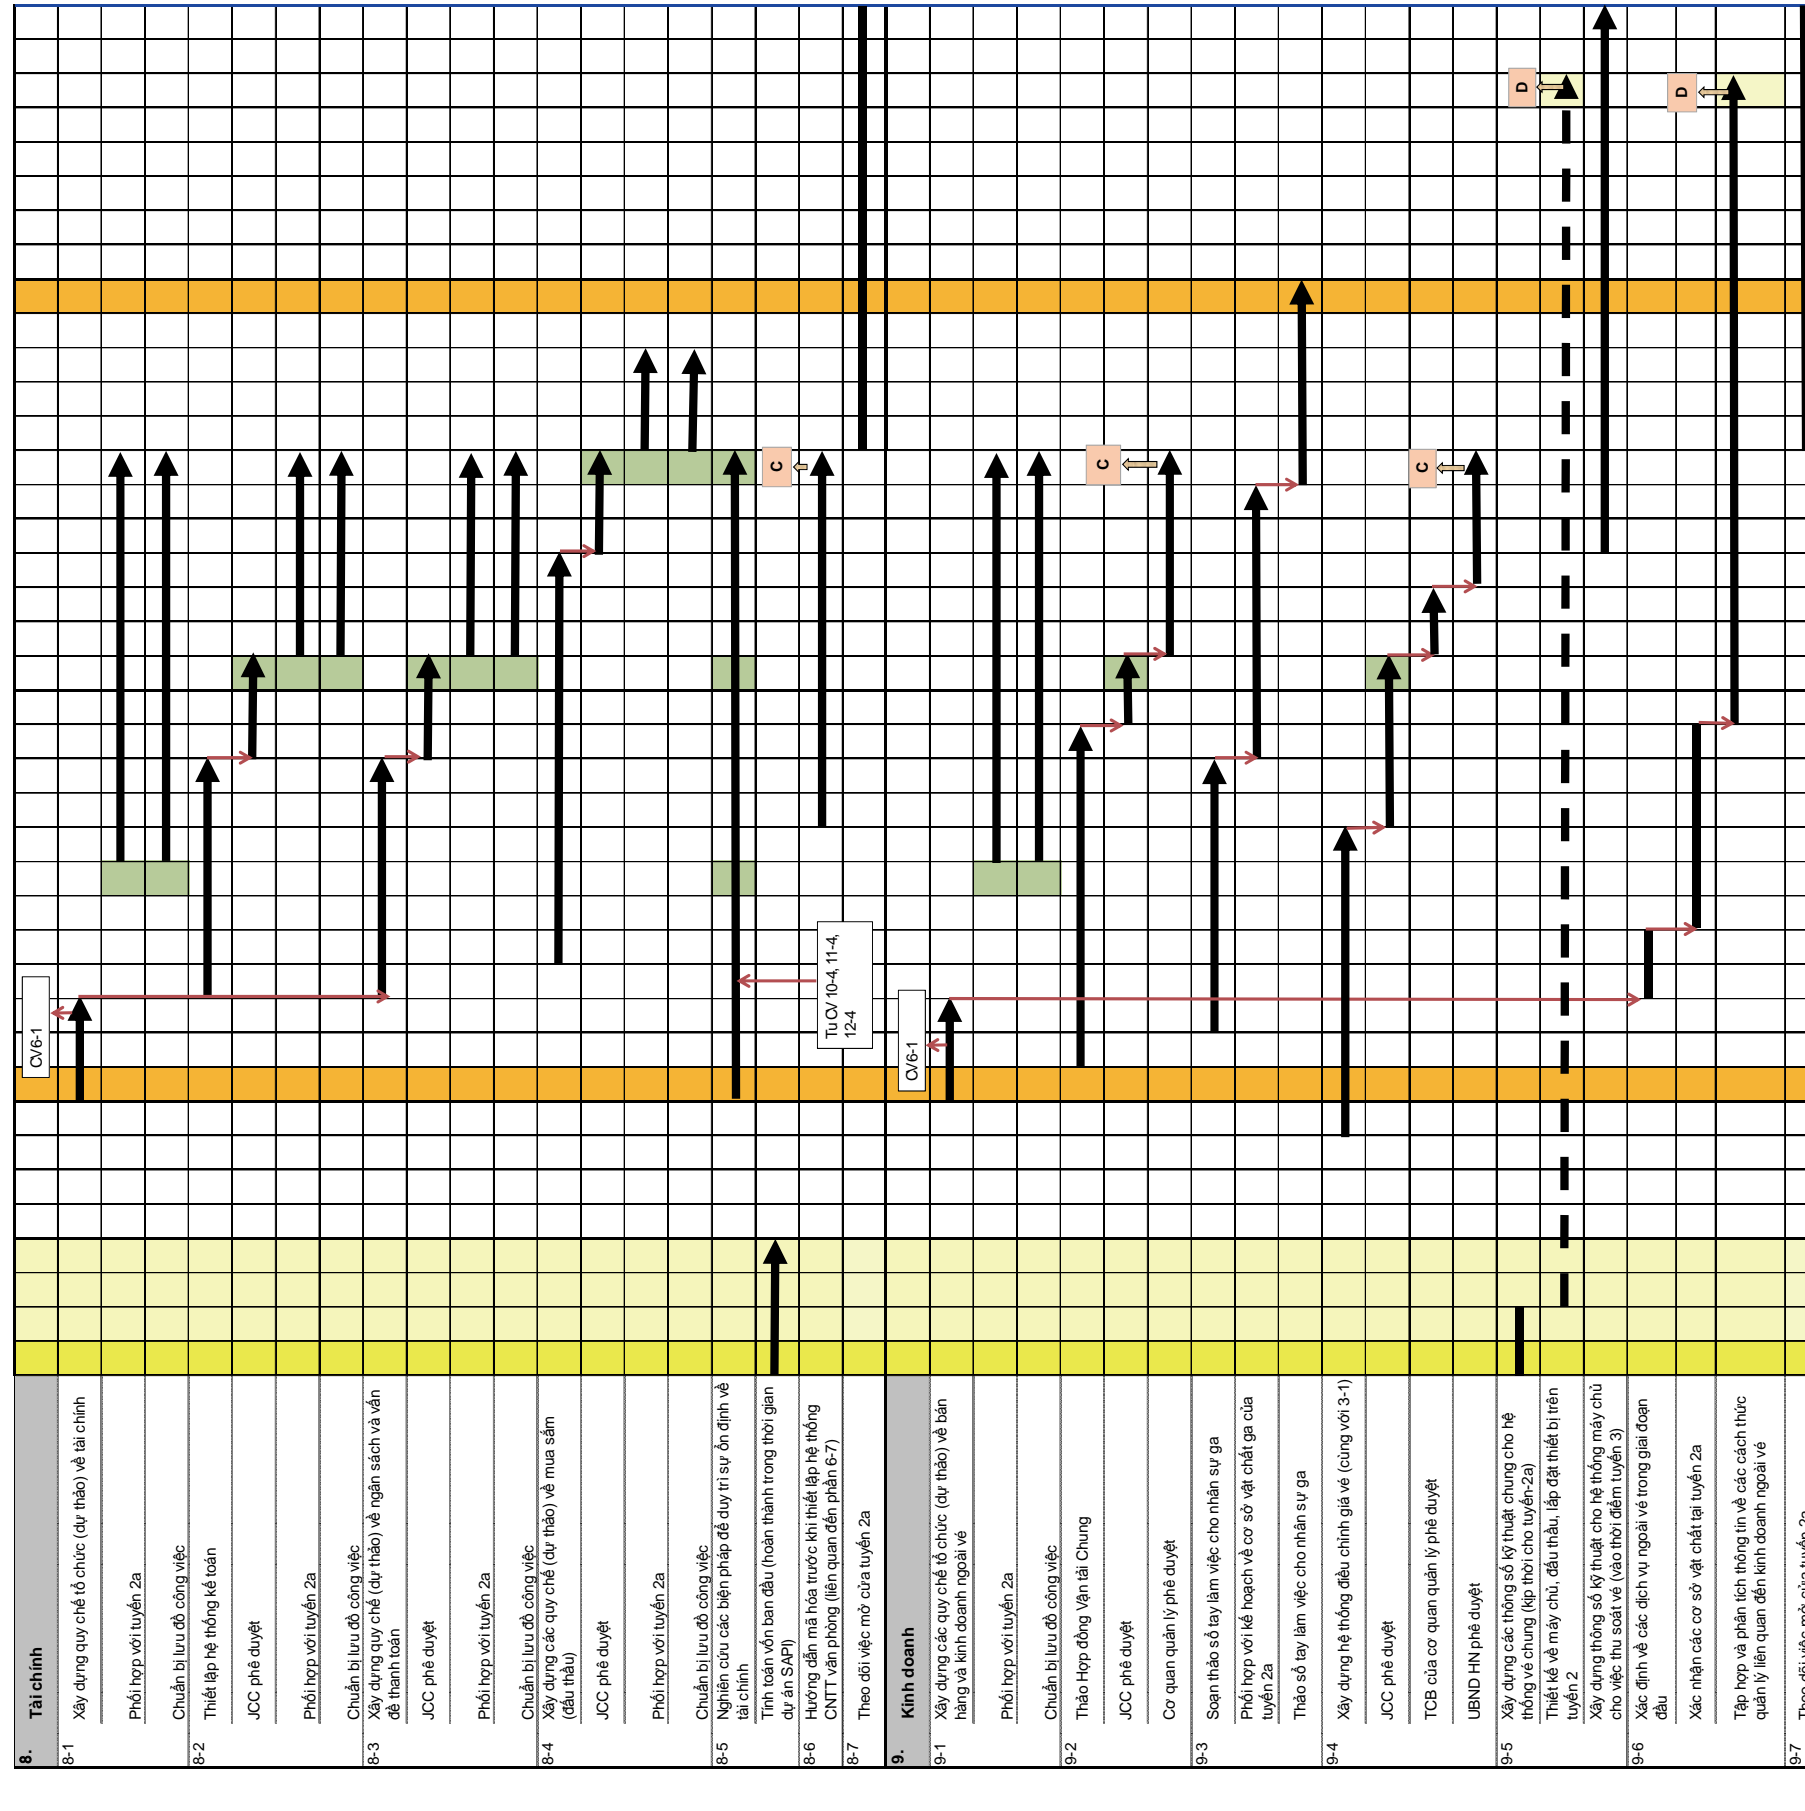 8.
Tài chính
8-1
Xây dựng quy chế tổ chức (dự thảo) về tài chính
Phối hợp với tuyến 2a
Chuẩn bị lưu đồ công việc
8-2
Thiết lập hệ thống kế toán
JCC phê duyệt
Phối hợp với tuyến 2a
Chuẩn bị lưu đồ công việc
8-3
Xây dựng quy chế (dự thảo) về ngân sách và vấn
đề thanh toán
JCC phê duyệt
Phối hợp với tuyến 2a
Chuẩn bị lưu đồ công việc
8-4
Xây dựng các quy chế (dự thảo) về mua sắm
(đấu thầu)
JCC phê duyệt
Phối hợp với tuyến 2a
Chuẩn bị lưu đồ công việc
8-5
Nghiên cứu các biện pháp để duy trì sự ổn định về
tài chính
Tính toán vốn ban đầu (hoàn thành trong thời gian
dự án SAPI)
8-6
Hướng dẫn mã hóa trước khi thiết lập hệ thống
CNTT văn phòng (liên quan đến phần 6-7)
8-7
Theo dõi việc mở cửa tuyến 2a
CV6-1
Tu CV 10-4, 11-4,
12-4
C
9.
Kinh doanh
9-1
Xây dựng các quy chế tổ chức (dự thảo) về bán
hàng và kinh doanh ngoài vé
Phối hợp với tuyến 2a
Chuẩn bị lưu đồ công việc
9-2
Thảo Hợp đồng Vận tải Chung
JCC phê duyệt
Cơ quan quản lý phê duyệt
9-3
Soạn thảo sổ tay làm việc cho nhân sự ga
Phối hợp với kế hoạch về cơ sở vật chất ga của
tuyến 2a
Thảo sổ tay làm việc cho nhân sự ga
9-4
Xây dựng hệ thống điều chỉnh giá vé (cùng với 3-1)
JCC phê duyệt
TCB của cơ quan quản lý phê duyệt
UBND HN phê duyệt
9-5
Xây dựng các thông số kỹ thuật chung cho hệ
thống vé chung (kịp thời cho tuyến-2a)
Thiết kế về máy chủ, đấu thầu, lắp đặt thiết bị trên
tuyến 2
Xây dựng thông số kỹ thuật cho hệ thống máy chủ
cho việc thu soát vé (vào thời điểm tuyến 3)
9-6
Xác định về các dịch vụ ngoài vé trong giai đoạn
đầu
Xác nhận các cơ sở vật chất tại tuyến 2a
Tập hợp và phân tích thông tin về các cách thức
quản lý liên quan đến kinh doanh ngoài vé
9-7
Theo dõi việc mở cửa tuyến 2a
CV6-1
C
C
D
D